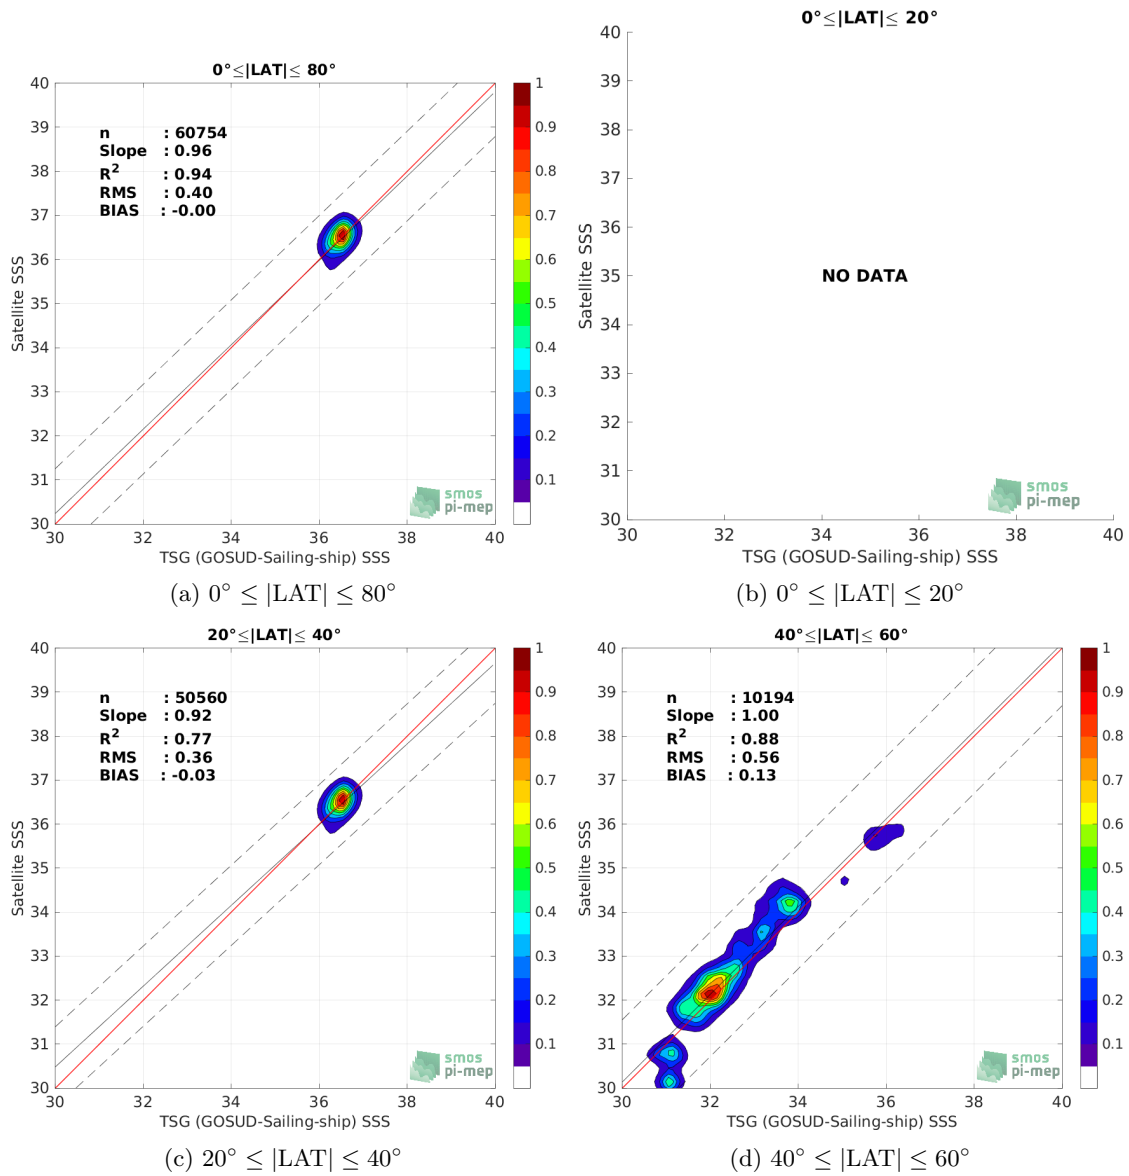 0°≤|LAT|≤ 80°
40
39
38
37
36
35
34
33
32
31
30
Satellite SSS
n : 60754
Slope : 0.96
R² : 0.94
RMS : 0.40
BIAS : -0.00
smos
pi-mep
30 32 34 36 38 40
TSG (GOSUD-Sailing-ship) SSS
1
0.9
0.8
0.7
0.6
0.5
0.4
0.3
0.2
0.1
(a) 0° ≤ |LAT| ≤ 80°
0°≤|LAT|≤ 20°
40
39
38
37
36
35
34
33
32
31
30
Satellite SSS
NO DATA
smos
pi-mep
30 32 34 36 38 40
TSG (GOSUD-Sailing-ship) SSS
(b) 0° ≤ |LAT| ≤ 20°
20°≤|LAT|≤ 40°
40
39
38
37
36
35
34
33
32
31
30
Satellite SSS
n : 50560
Slope : 0.92
R² : 0.77
RMS : 0.36
BIAS : -0.03
smos
pi-mep
30 32 34 36 38 40
TSG (GOSUD-Sailing-ship) SSS
1
0.9
0.8
0.7
0.6
0.5
0.4
0.3
0.2
0.1
(c) 20° ≤ |LAT| ≤ 40°
40°≤|LAT|≤ 60°
40
39
38
37
36
35
34
33
32
31
30
Satellite SSS
n : 10194
Slope : 1.00
R² : 0.88
RMS : 0.56
BIAS : 0.13
smos
pi-mep
30 32 34 36 38 40
TSG (GOSUD-Sailing-ship) SSS
1
0.9
0.8
0.7
0.6
0.5
0.4
0.3
0.2
0.1
(d) 40° ≤ |LAT| ≤ 60°